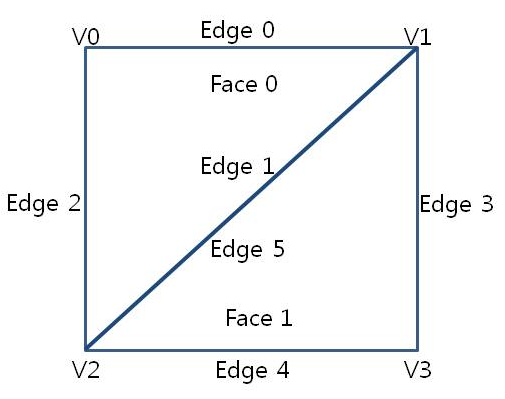 Edge 0
V0
V1
Face 0
Edge 1
Edge 2
Edge 3
Edge 5
Face 1
V2
Edge 4
V3